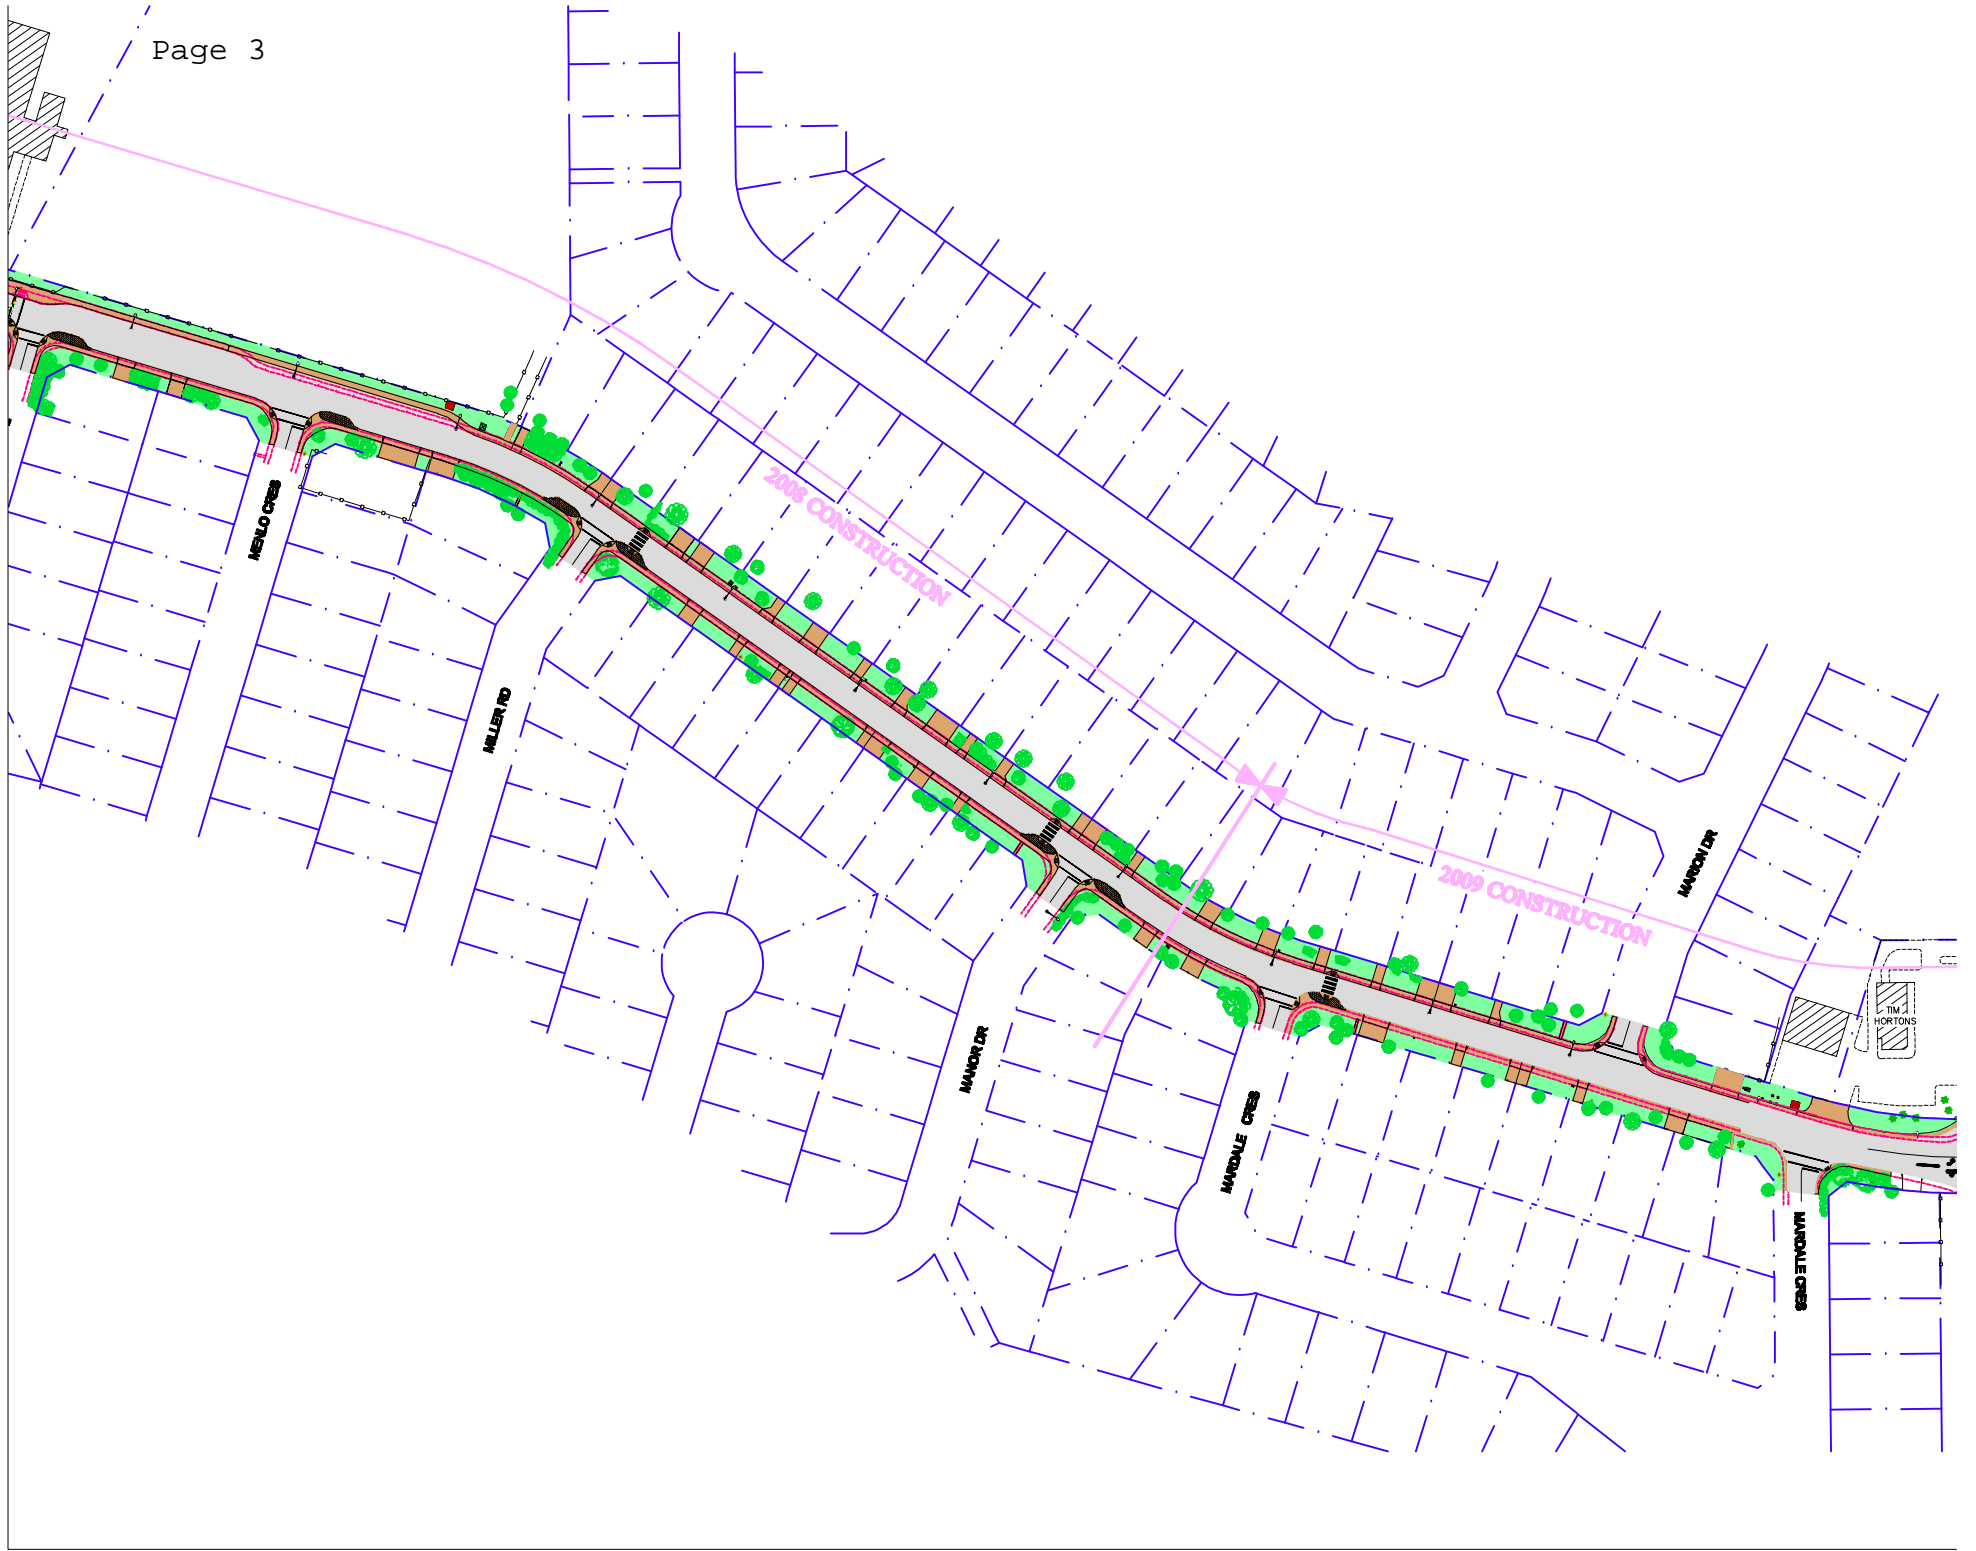 Page 3
2008 CONSTRUCTION
MENLO CRES
MILLER RD
2009 CONSTRUCTION
MARION DR
TIM
HORTONS
MANOR DR
MARDALE CRES
MARDALE CRES